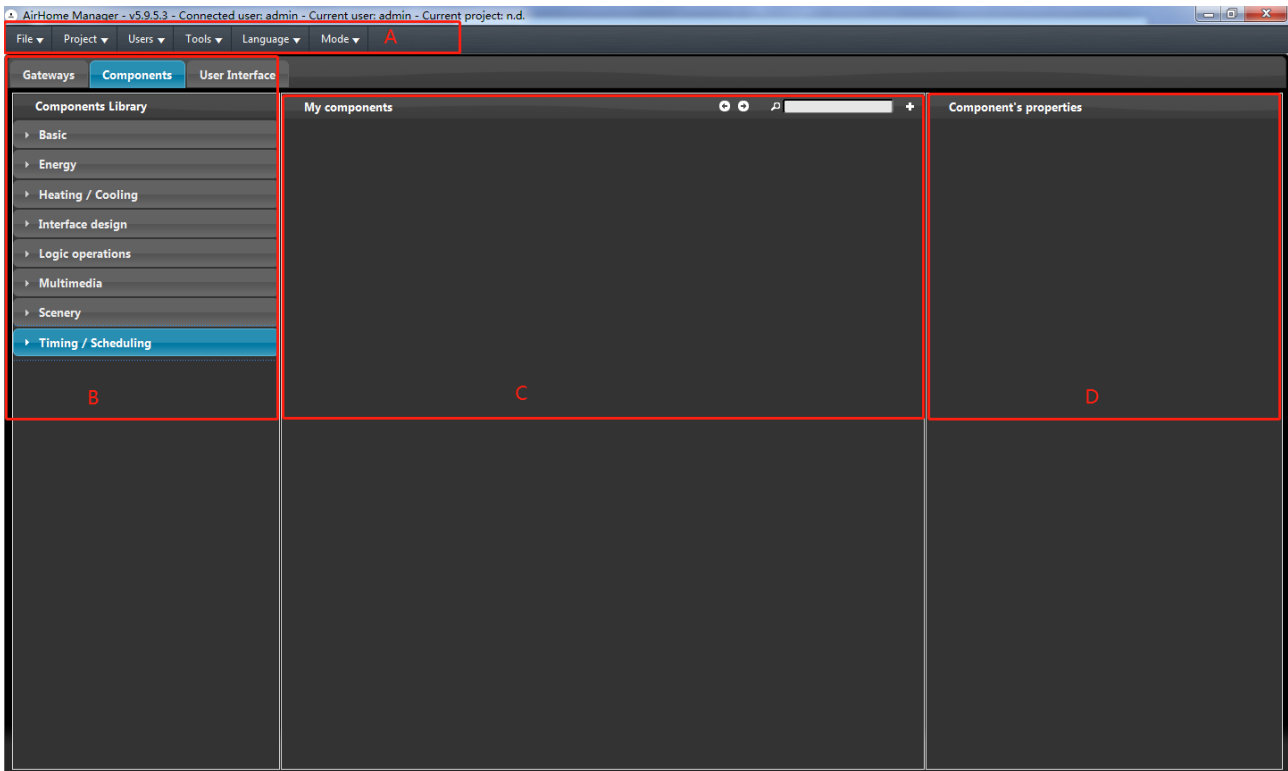 AirHome Manager - v5.9.5.3 - Connected user: admin - Current user: admin - Current project: n.d.
File Project Users Tools Language Mode A
Gateways Components User Interface
Components Library
Basic
Energy
Heating / Cooling
Interface design
Logic operations
Multimedia
Scenery
Timing / Scheduling
B
My components
C
Component's properties
D